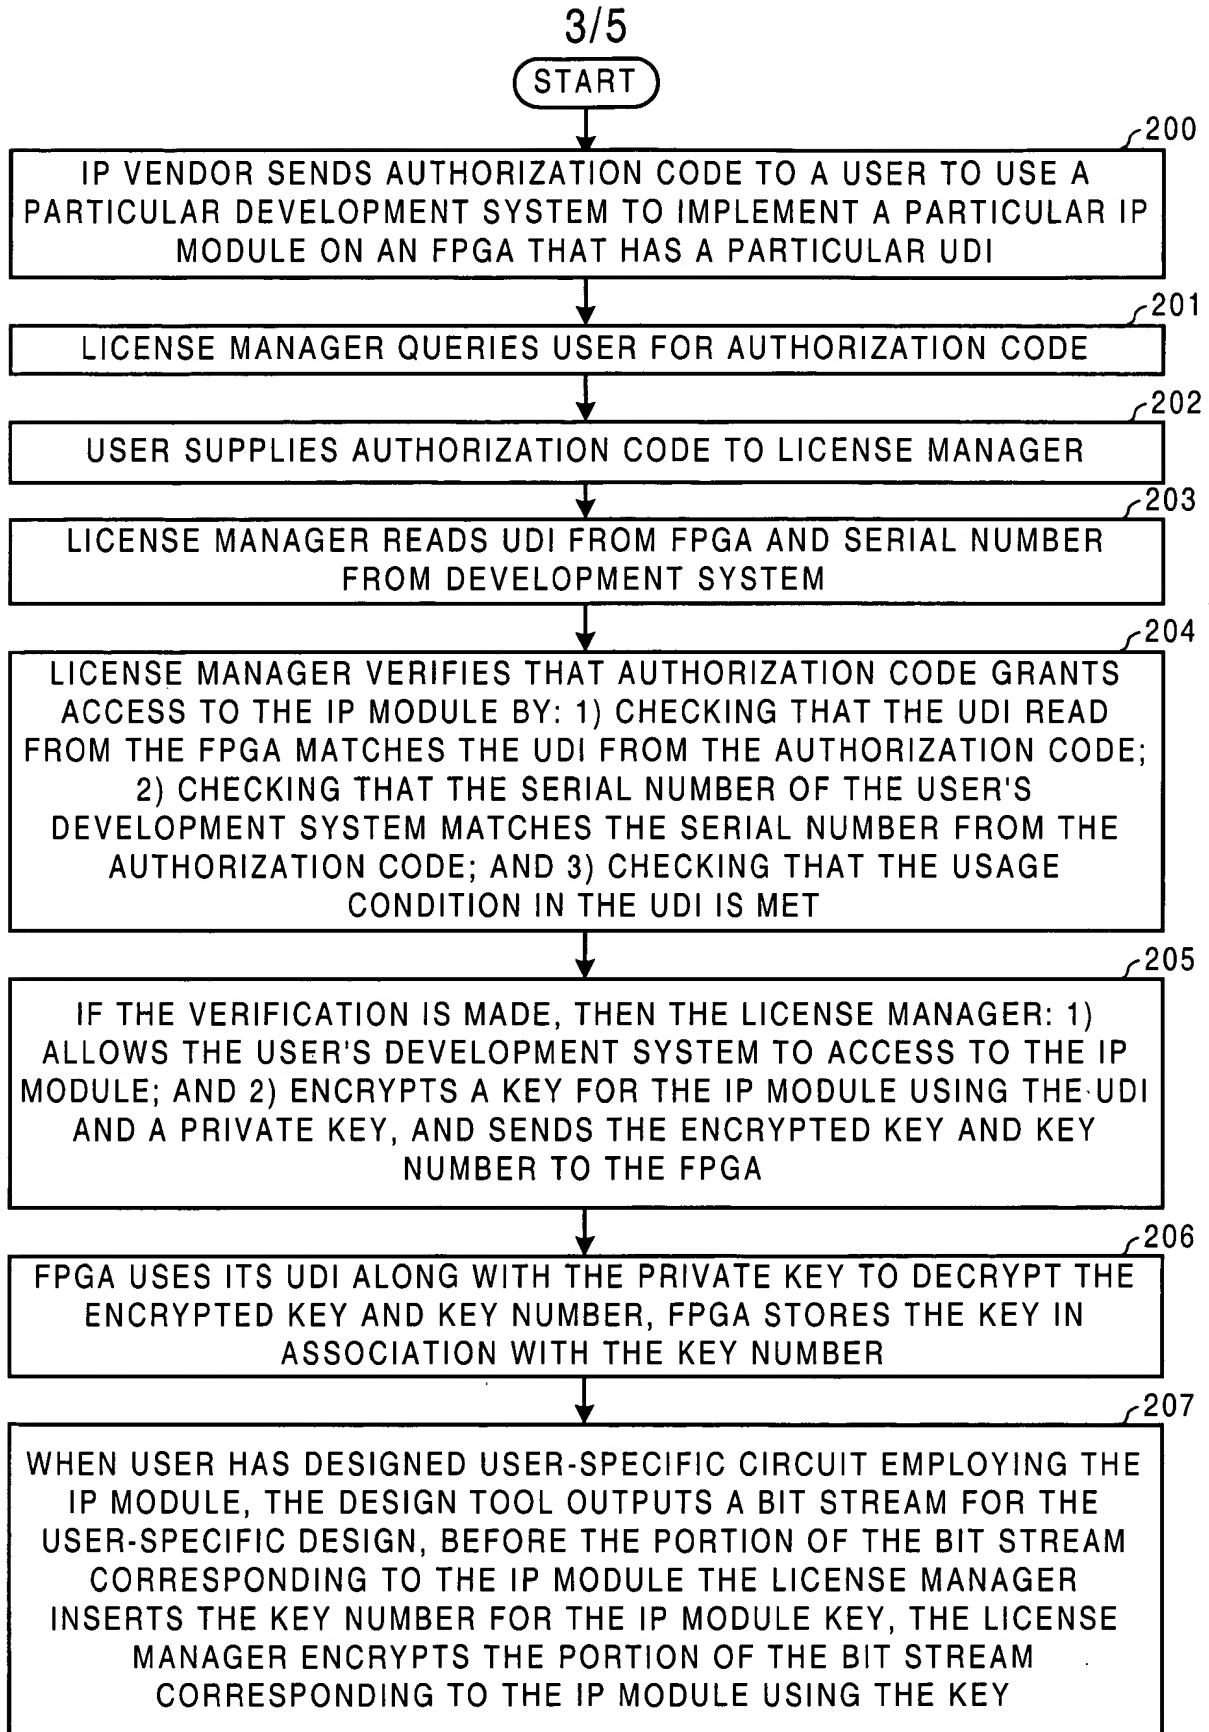 3/5
START
200
IP VENDOR SENDS AUTHORIZATION CODE TO A USER TO USE A
PARTICULAR DEVELOPMENT SYSTEM TO IMPLEMENT A PARTICULAR IP
MODULE ON AN FPGA THAT HAS A PARTICULAR UDI
201
LICENSE MANAGER QUERIES USER FOR AUTHORIZATION CODE
202
USER SUPPLIES AUTHORIZATION CODE TO LICENSE MANAGER
203
LICENSE MANAGER READS UDI FROM FPGA AND SERIAL NUMBER
FROM DEVELOPMENT SYSTEM
204
LICENSE MANAGER VERIFIES THAT AUTHORIZATION CODE GRANTS
ACCESS TO THE IP MODULE BY: 1) CHECKING THAT THE UDI READ
FROM THE FPGA MATCHES THE UDI FROM THE AUTHORIZATION CODE;
2) CHECKING THAT THE SERIAL NUMBER OF THE USER'S
DEVELOPMENT SYSTEM MATCHES THE SERIAL NUMBER FROM THE
AUTHORIZATION CODE; AND 3) CHECKING THAT THE USAGE
CONDITION IN THE UDI IS MET
205
IF THE VERIFICATION IS MADE, THEN THE LICENSE MANAGER: 1)
ALLOWS THE USER'S DEVELOPMENT SYSTEM TO ACCESS TO THE IP
MODULE; AND 2) ENCRYPTS A KEY FOR THE IP MODULE USING THE UDI
AND A PRIVATE KEY, AND SENDS THE ENCRYPTED KEY AND KEY
NUMBER TO THE FPGA
206
FPGA USES ITS UDI ALONG WITH THE PRIVATE KEY TO DECRYPT THE
ENCRYPTED KEY AND KEY NUMBER, FPGA STORES THE KEY IN
ASSOCIATION WITH THE KEY NUMBER
207
WHEN USER HAS DESIGNED USER-SPECIFIC CIRCUIT EMPLOYING THE
IP MODULE, THE DESIGN TOOL OUTPUTS A BIT STREAM FOR THE
USER-SPECIFIC DESIGN, BEFORE THE PORTION OF THE BIT STREAM
CORRESPONDING TO THE IP MODULE THE LICENSE MANAGER
INSERTS THE KEY NUMBER FOR THE IP MODULE KEY, THE LICENSE
MANAGER ENCRYPTS THE PORTION OF THE BIT STREAM
CORRESPONDING TO THE IP MODULE USING THE KEY